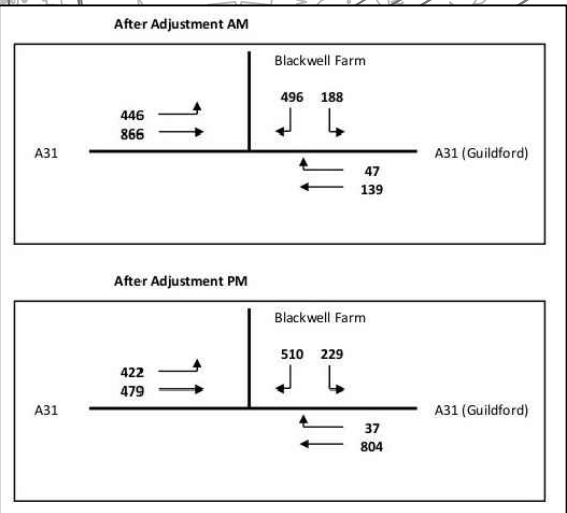 After Adjustment AM
Blackwell Farm
496 188
446
866
A31
A31 (Guildford)
47
139
After Adjustment PM
Blackwell Farm
510 229
422
479
A31
A31 (Guildford)
37
804